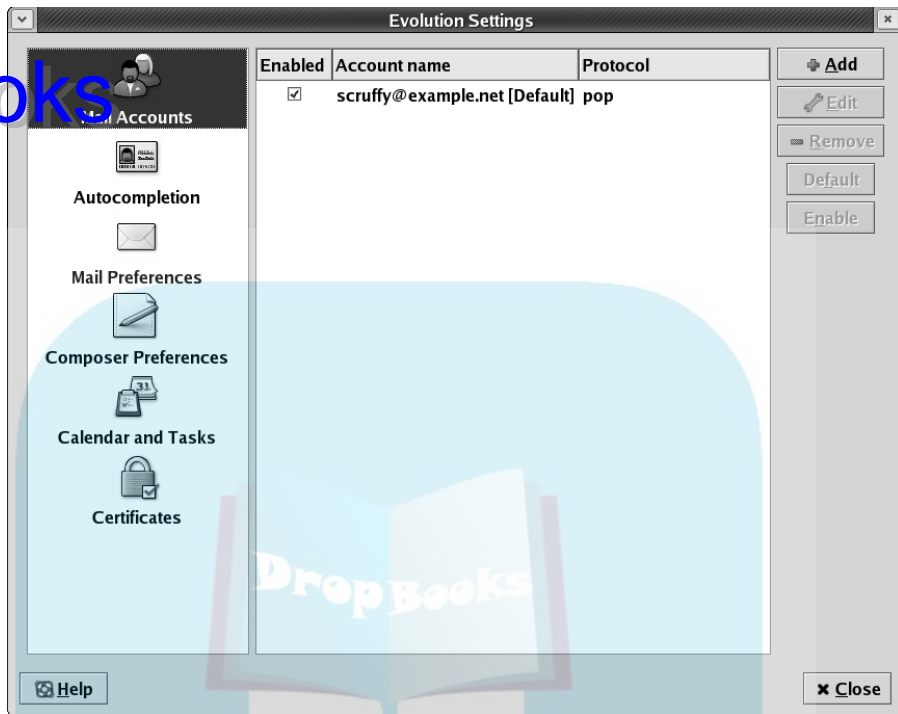 Evolution Settings
Enabled Account name Protocol
scruffy@example.net [Default] pop
Mail Accounts
Autocompletion
Mail Preferences
Composer Preferences
31
Calendar and Tasks
Certificates
Add
Edit
Remove
Default
Enable
Help
Close
oks
DropBooks